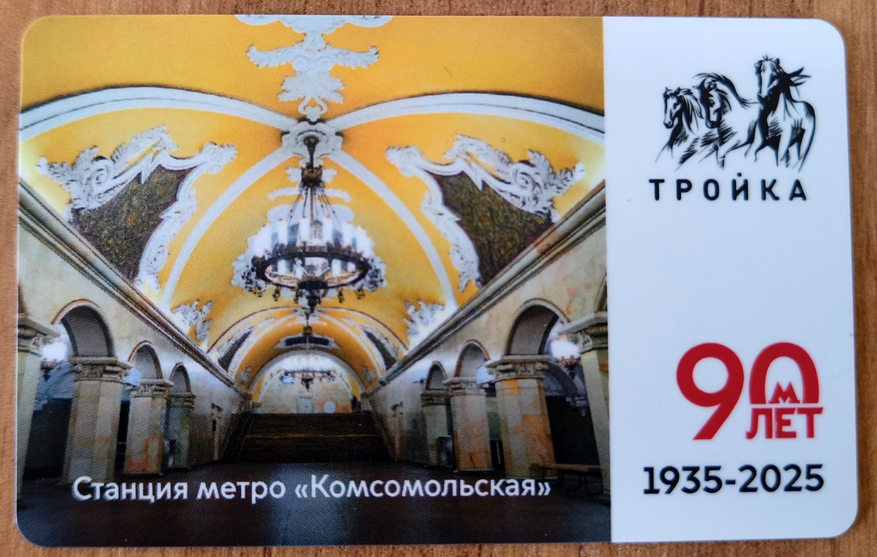 ТРОЙКА
90
М
ЛЕТ
1935-2025
Станция метро «Комсомольская»